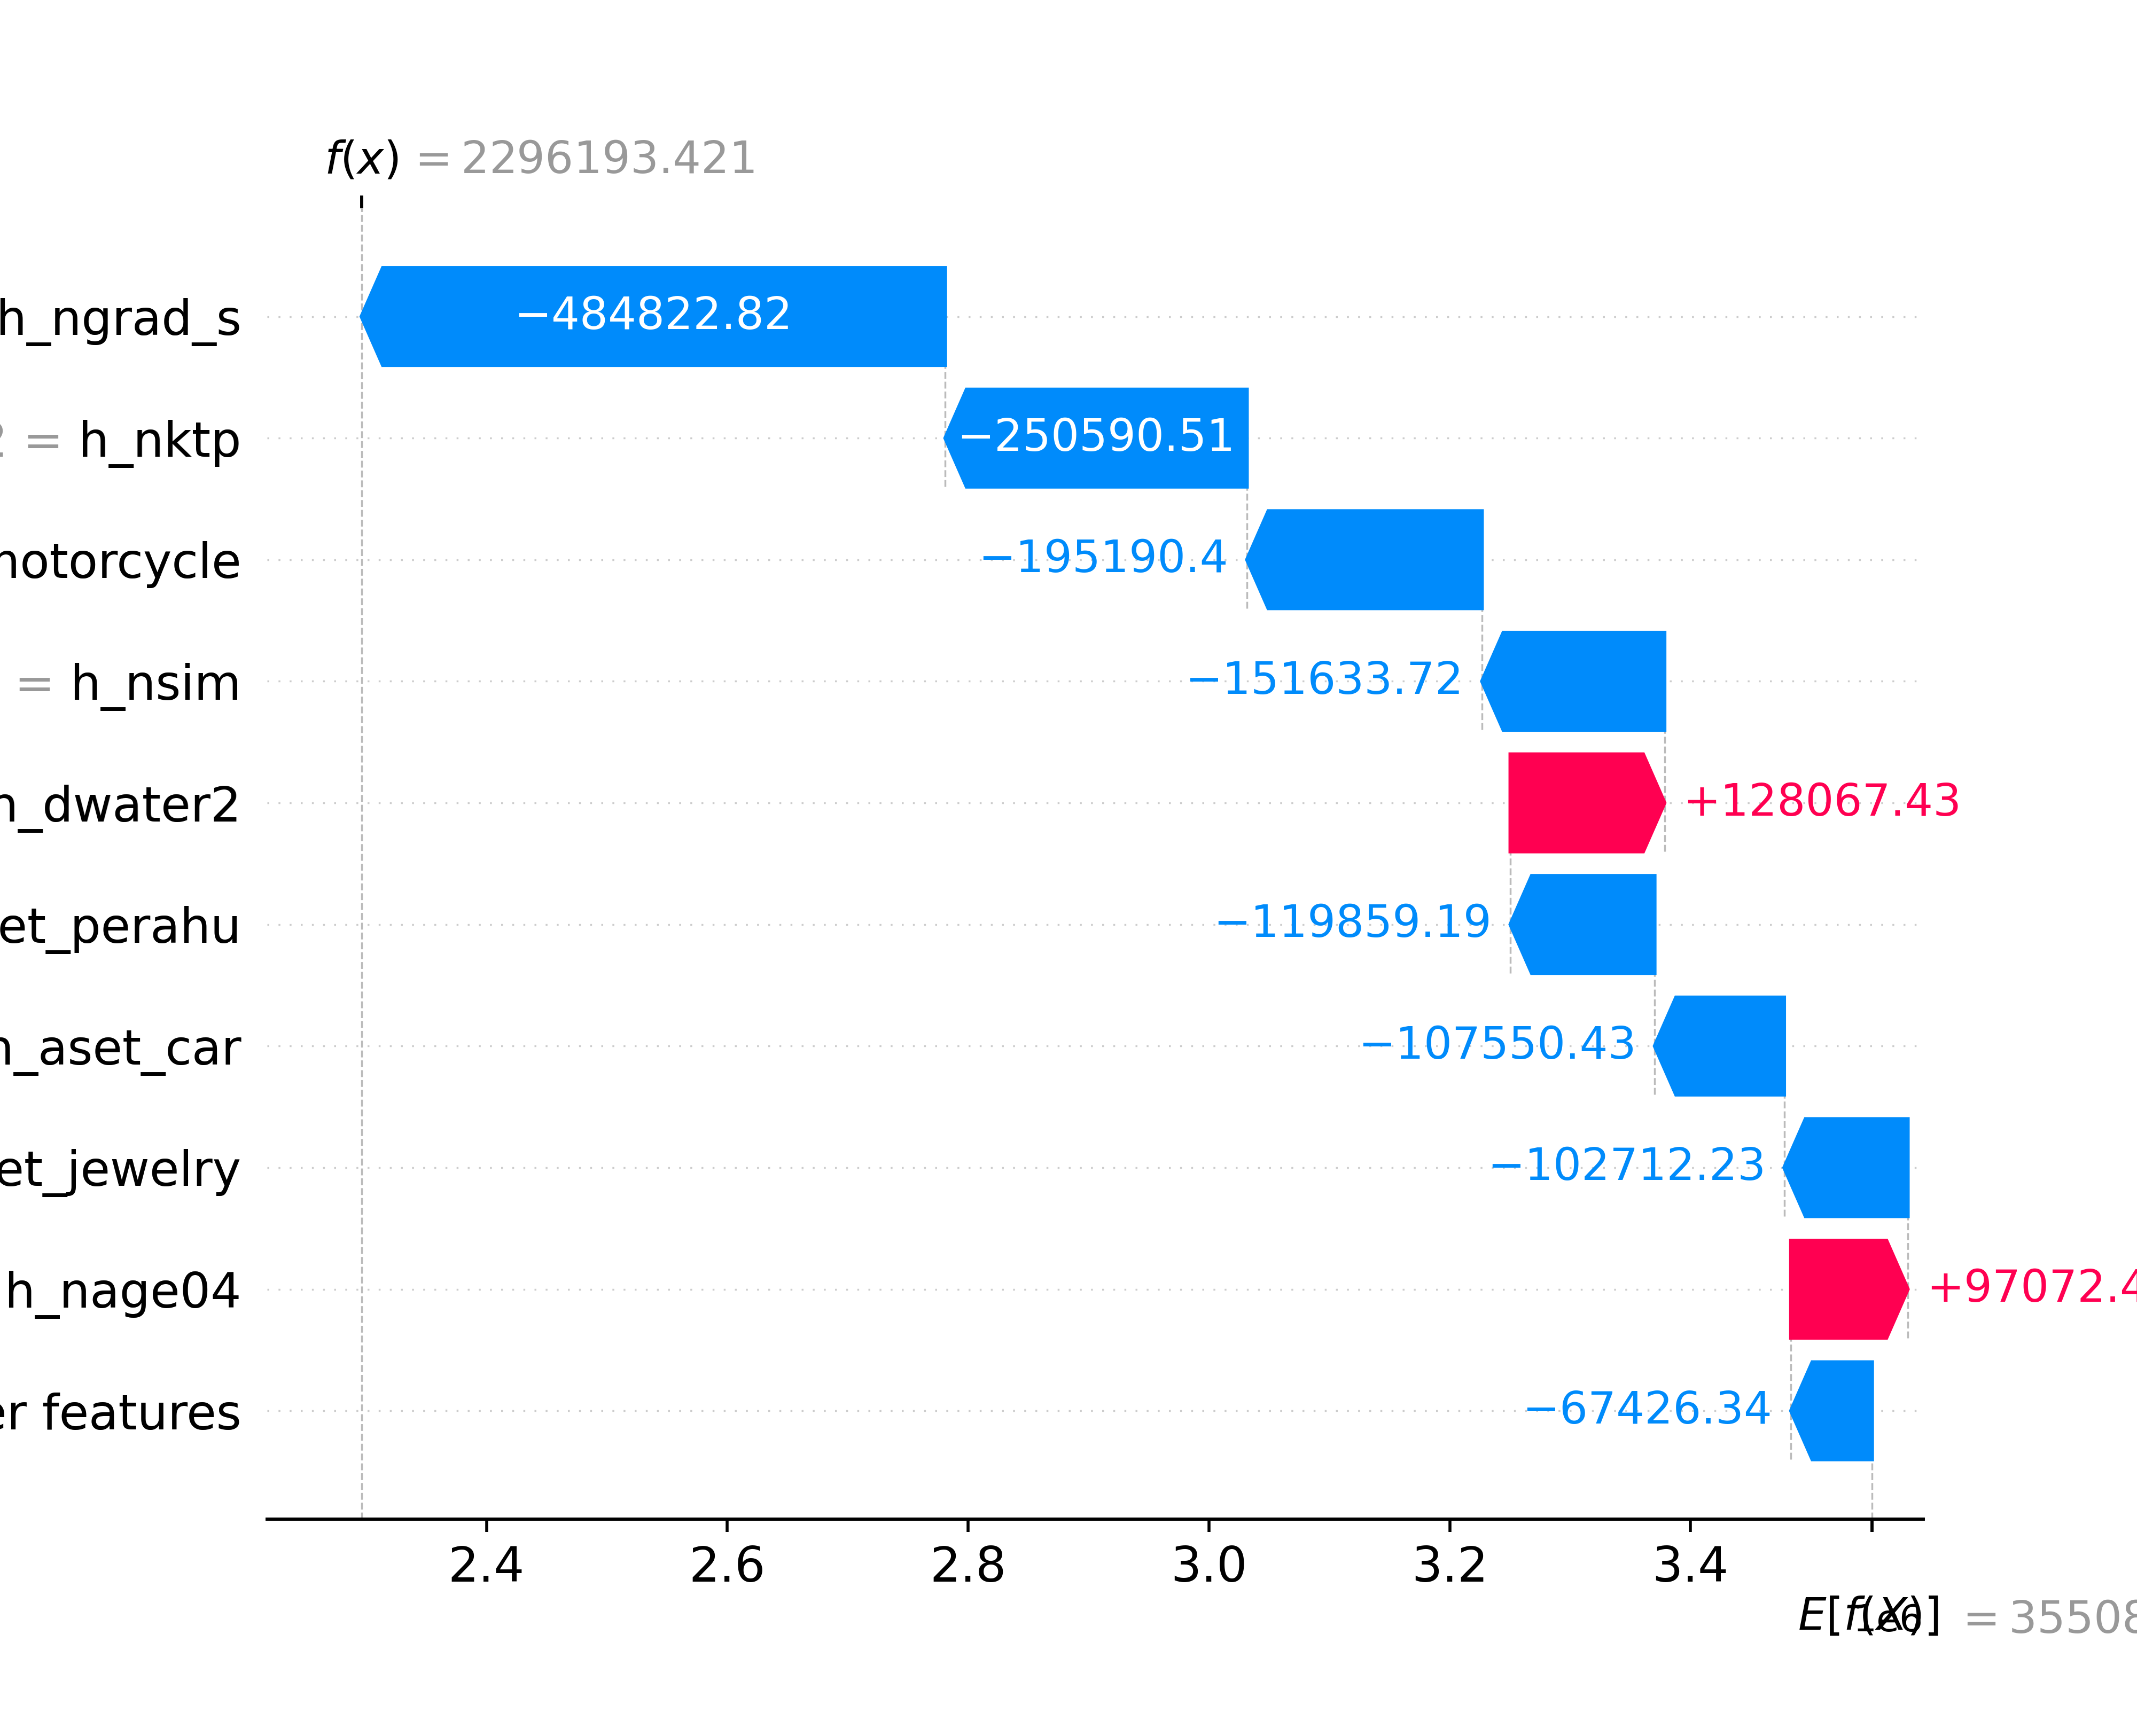 f(x) = 2296193.421
h_ngrad_s −484822.82
= h_nktp −250590.51
motorcycle −195190.4
= h_nsim −151633.72
h_dwater2 +128067.43
et_perahu −119859.19
h_aset_car −107550.43
et_jewelry −102712.23
h_nage04 +97072.4
er features −67426.34
2.4 2.6 2.8 3.0 3.2 3.4
1e6
E[f(X)] = 35508